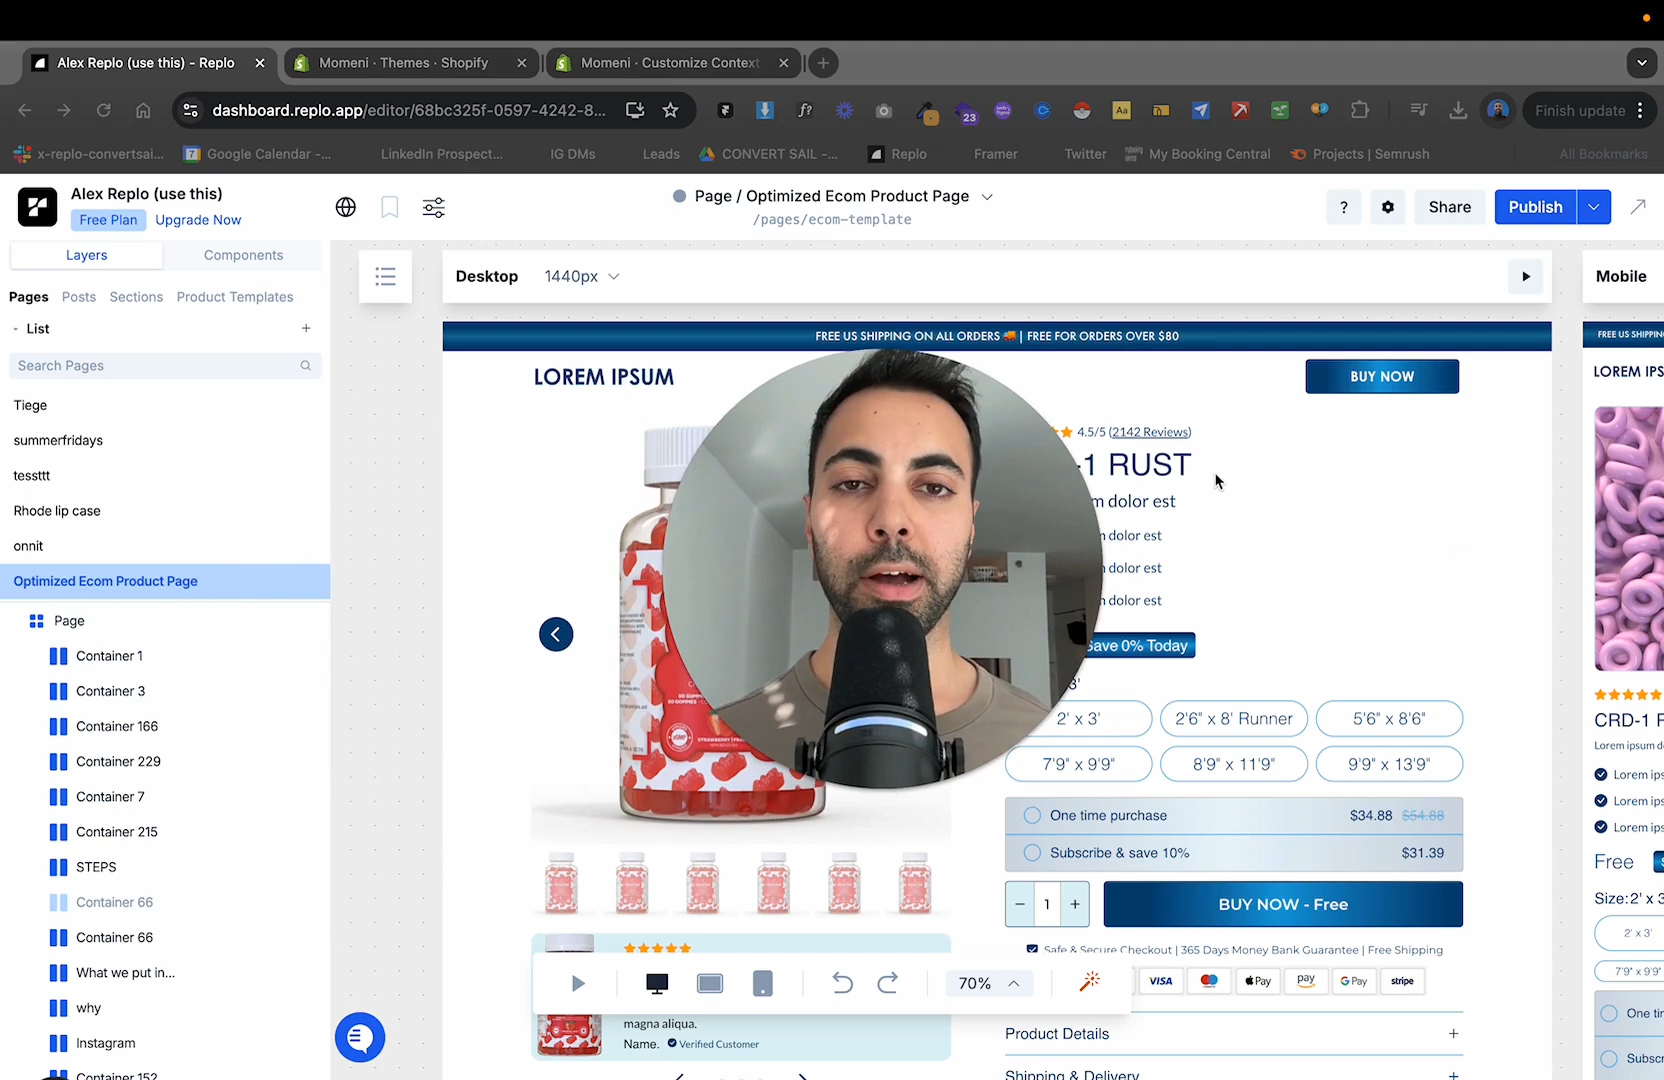 Alex Replo (use this) - Replo
Momeni · Themes · Shopify
Momeni · Customize Context
dashboard.replo.app/editor/68bc325f-0597-4242-8...
f?
23
Aa
Finish update
x-replo-convertsai...
7
Google Calendar -...
LinkedIn Prospect...
IG DMs
Leads
CONVERT SAIL -...
Replo
Framer
Twitter
My Booking Central
Projects | Semrush
All Bookmarks
Alex Replo (use this)
Free Plan
Upgrade Now
Page / Optimized Ecom Product Page
/pages/ecom-template
?
Share
Publish
Layers
Components
Pages
Posts
Sections
Product Templates
List
Search Pages
Tiege
summerfridays
tessttt
Rhode lip case
onnit
Optimized Ecom Product Page
Page
Container 1
Container 3
Container 166
Container 229
Container 7
Container 215
STEPS
Container 66
Container 66
What we put in...
why
Instagram
Container 152
Desktop
1440px
FREE US SHIPPING ON ALL ORDERS 🚚 | FREE FOR ORDERS OVER $80
LOREM IPSUM
BUY NOW
4.5/5 (2142 Reviews)
-1 RUST
m dolor est
dolor est
dolor est
dolor est
Save 0% Today
3'
2' x 3'
2'6" x 8' Runner
5'6" x 8'6"
7'9" x 9'9"
8'9" x 11'9"
9'9" x 13'9"
One time purchase
$34.88 $54.88
Subscribe & save 10%
$31.39
− 1 +
BUY NOW - Free
Safe & Secure Checkout | 365 Days Money Bank Guarantee | Free Shipping
VISA
Pay
pay
G Pay
stripe
Product Details
+
Shipping & Delivery
+
70%
magna aliqua.
Name.
Verified Customer
Mobile
FREE US SHIPPING
LOREM IPS
CRD-1 F
Lorem ipsum d
Lorem ips
Lorem ips
Lorem ips
Free
Size:2' x 3
2' x 3'
7'9" x 9'9"
One tir
Subscr